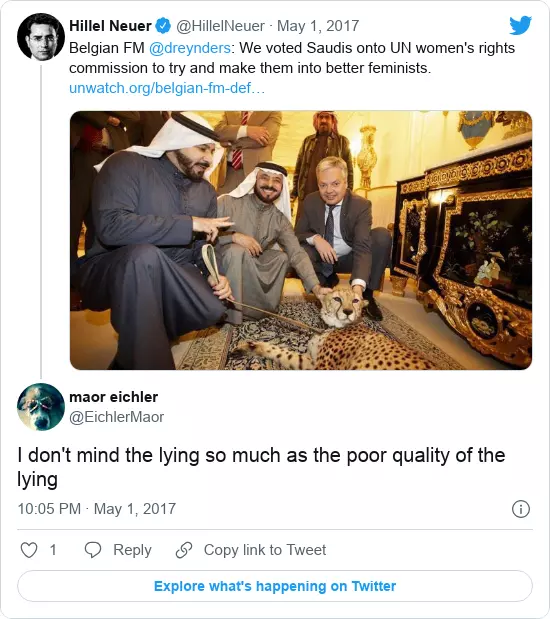 Hillel Neuer @HillelNeuer · May 1, 2017
Belgian FM @dreynders: We voted Saudis onto UN women's rights
commission to try and make them into better feminists.
unwatch.org/belgian-fm-def…
maor eichler
@EichlerMaor
I don't mind the lying so much as the poor quality of the
lying
10:05 PM · May 1, 2017
1 Reply Copy link to Tweet
Explore what's happening on Twitter